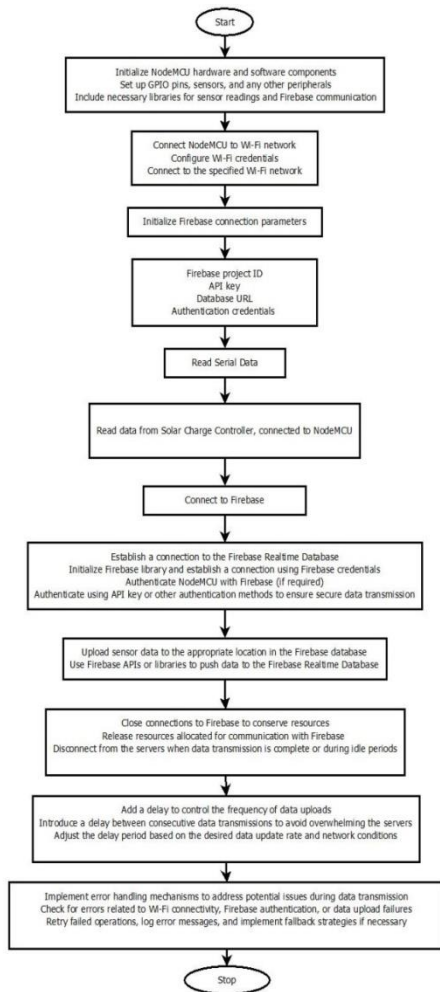 Start
Initialize NodeMCU hardware and software components
Set up GPIO pins, sensors, and any other peripherals
Include necessary libraries for sensor readings and Firebase communication
Connect NodeMCU to Wi-Fi network
Configure Wi-Fi credentials
Connect to the specified Wi-Fi network
Initialize Firebase connection parameters
Firebase project ID
API key
Database URL
Authentication credentials
Read Serial Data
Read data from Solar Charge Controller, connected to NodeMCU
Connect to Firebase
Establish a connection to the Firebase Realtime Database
Initialize Firebase library and establish a connection using Firebase credentials
Authenticate NodeMCU with Firebase (if required)
Authenticate using API key or other authentication methods to ensure secure data transmission
Upload sensor data to the appropriate location in the Firebase database
Use Firebase APIs or libraries to push data to the Firebase Realtime Database
Close connections to Firebase to conserve resources
Release resources allocated for communication with Firebase
Disconnect from the servers when data transmission is complete or during idle periods
Add a delay to control the frequency of data uploads
Introduce a delay between consecutive data transmissions to avoid overwhelming the servers
Adjust the delay period based on the desired data update rate and network conditions
Implement error handling mechanisms to address potential issues during data transmission
Check for errors related to Wi-Fi connectivity, Firebase authentication, or data upload failures
Retry failed operations, log error messages, and implement fallback strategies if necessary
Stop